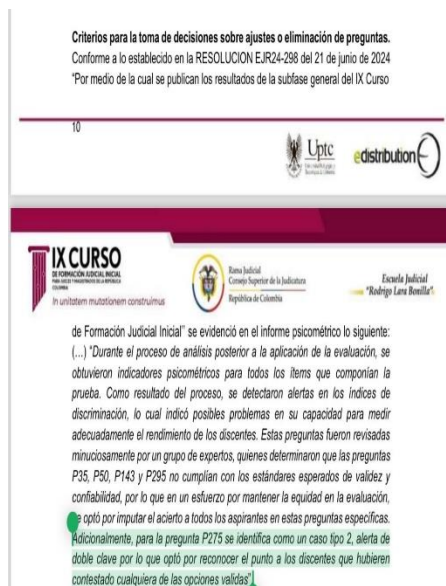 Criterios para la toma de decisiones sobre ajustes o eliminación de preguntas.
Conforme a lo establecido en la RESOLUCION EJR24-298 del 21 de junio de 2024
"Por medio de la cual se publican los resultados de la subfase general del IX Curso
10
Uptc
edistribution
IX CURSO
DE FORMACIÓN JUDICIAL INICIAL
PARA JUECES Y MAGISTRADOS DE LA REPÚBLICA
COLOMBIA
In unitatem mutationem construimus
Rama Judicial
Consejo Superior de la Judicatura
República de Colombia
Escuela Judicial
"Rodrigo Lara Bonilla"
de Formación Judicial Inicial" se evidenció en el informe psicométrico lo siguiente:
(...) "Durante el proceso de análisis posterior a la aplicación de la evaluación, se
obtuvieron indicadores psicométricos para todos los ítems que componían la
prueba. Como resultado del proceso, se detectaron alertas en los índices de
discriminación, lo cual indicó posibles problemas en su capacidad para medir
adecuadamente el rendimiento de los discentes. Estas preguntas fueron revisadas
minuciosamente por un grupo de expertos, quienes determinaron que las preguntas
P35, P50, P143 y P295 no cumplían con los estándares esperados de validez y
confiabilidad, por lo que en un esfuerzo por mantener la equidad en la evaluación,
se optó por imputar el acierto a todos los aspirantes en estas preguntas específicas.
Adicionalmente, para la pregunta P275 se identifica como un caso tipo 2, alerta de
doble clave por lo que optó por reconocer el punto a los discentes que hubieren
contestado cualquiera de las opciones validas"